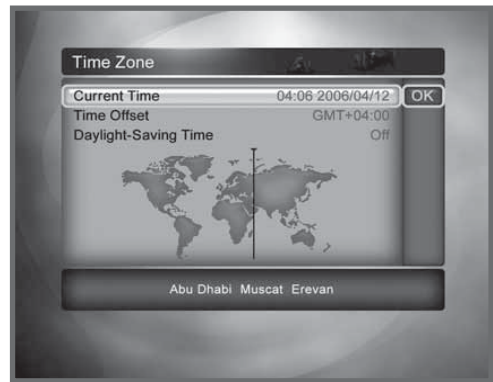 Time Zone
Current Time 04:06 2006/04/12 OK
Time Offset GMT+04:00
Daylight-Saving Time Off
Abu Dhabi Muscat Erevan